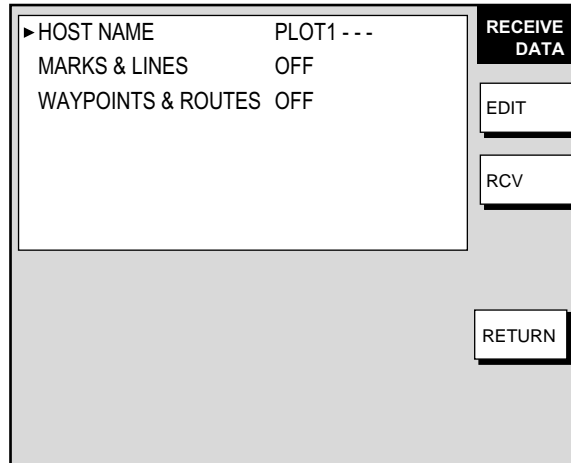 ►HOST NAME PLOT1 - - -
MARKS & LINES OFF
WAYPOINTS & ROUTES OFF
RECEIVE
DATA
EDIT
RCV
RETURN